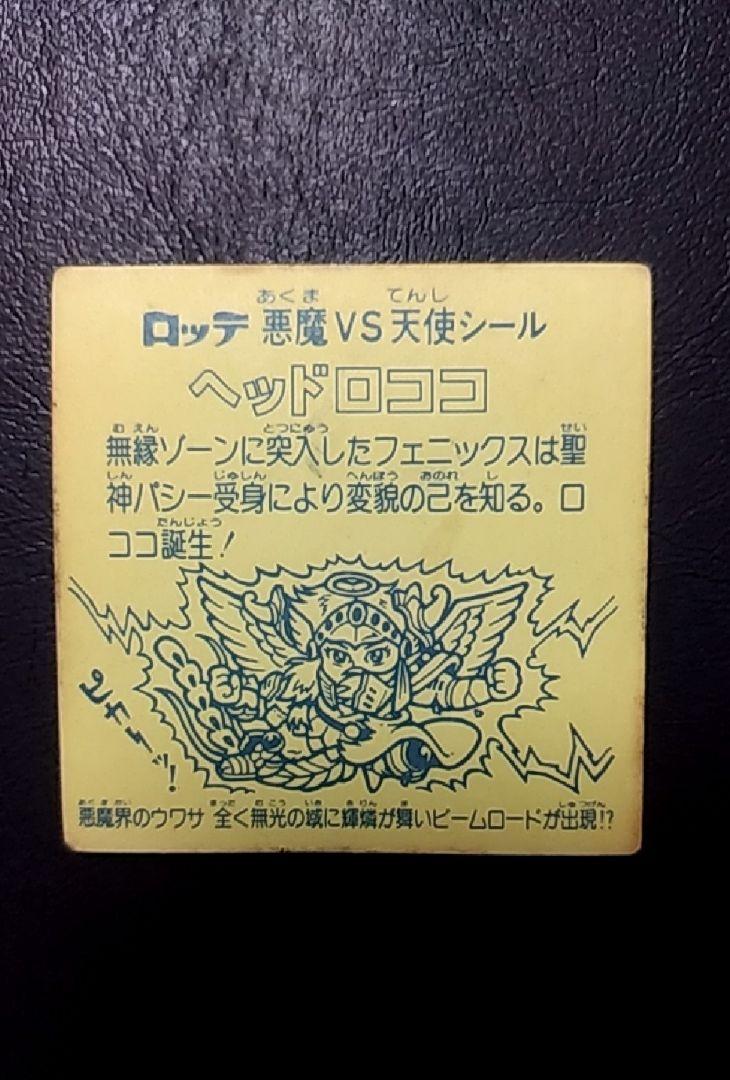 ロッテ 悪魔VS天使シール
ヘッドロココ
無縁ゾーンに突入したフェニックスは聖
神パシー受身により変貌の己を知る。ロ
ココ誕生！
ピカーッ！
悪魔界のウワサ 全く無光の域に輝燐が舞いビームロードが出現!?